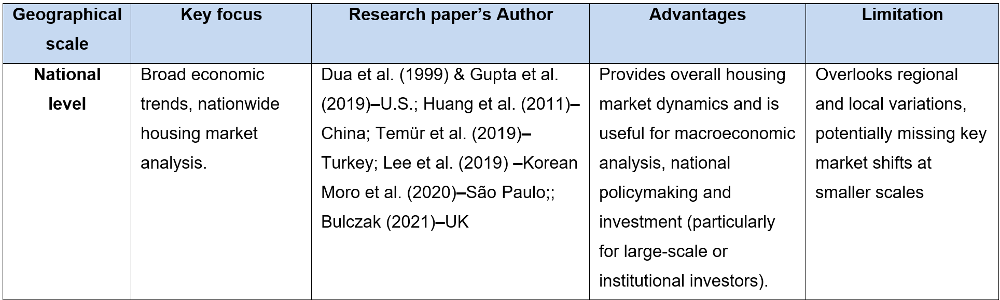 Geographical
scale
Key focus
Research paper’s Author
Advantages
Limitation
National
level
Broad economic
trends, nationwide
housing market
analysis.
Dua et al. (1999) & Gupta et al.
(2019)–U.S.; Huang et al. (2011)–
China; Temür et al. (2019)–
Turkey; Lee et al. (2019) –Korean
Moro et al. (2020)–São Paulo;;
Bulczak (2021)–UK
Provides overall housing
market dynamics and is
useful for macroeconomic
analysis, national
policymaking and
investment (particularly
for large-scale or
institutional investors).
Overlooks regional
and local variations,
potentially missing key
market shifts at
smaller scales